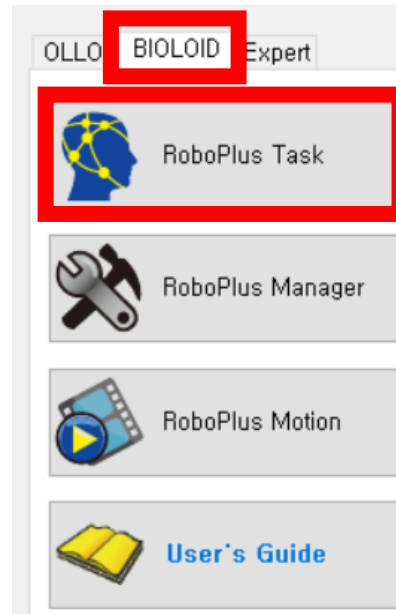 OLLO BIOLOID Expert
RoboPlus Task
RoboPlus Manager
RoboPlus Motion
User's Guide